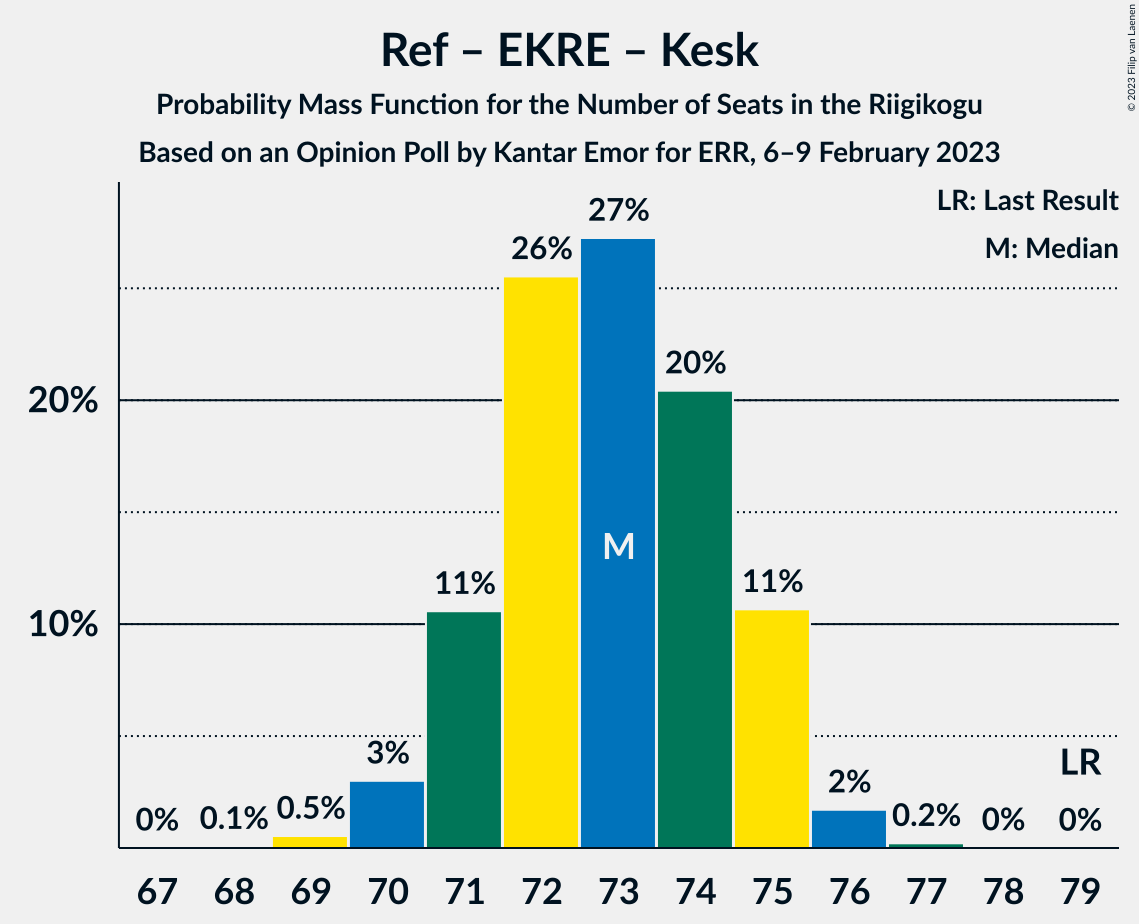 Ref – EKRE – Kesk
Probability Mass Function for the Number of Seats in the Riigikogu
Based on an Opinion Poll by Kantar Emor for ERR, 6–9 February 2023
© 2023 Filip van Laenen
LR: Last Result
M: Median
27%
26%
20%
20%
M
11%
11%
10%
3%
LR
2%
0%
0.1%
0.5%
0.2%
0%
0%
67 68 69 70 71 72 73 74 75 76 77 78 79